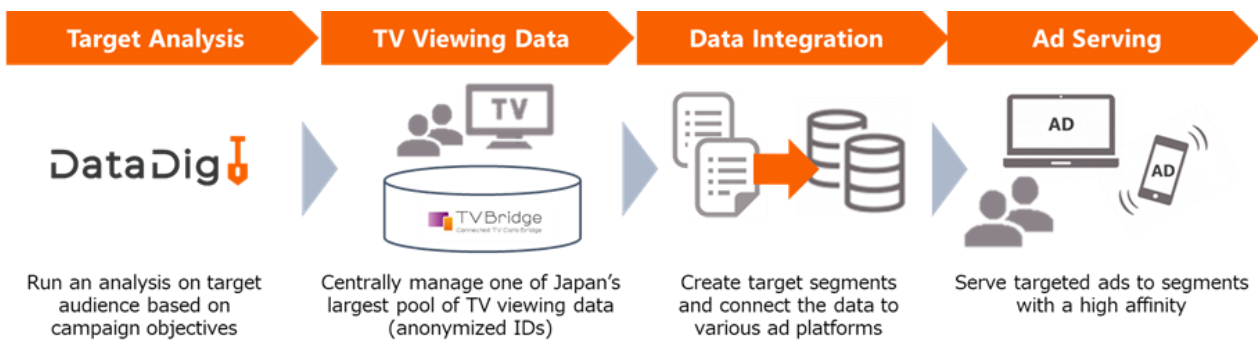 Target Analysis
TV Viewing Data
Data Integration
Ad Serving
DataDig
TV
TVBridge
Connected TV Data Bridge
AD
AD
Run an analysis on target
audience based on
campaign objectives
Centrally manage one of Japan's
largest pool of TV viewing data
(anonymized IDs)
Create target segments
and connect the data to
various ad platforms
Serve targeted ads to segments
with a high affinity